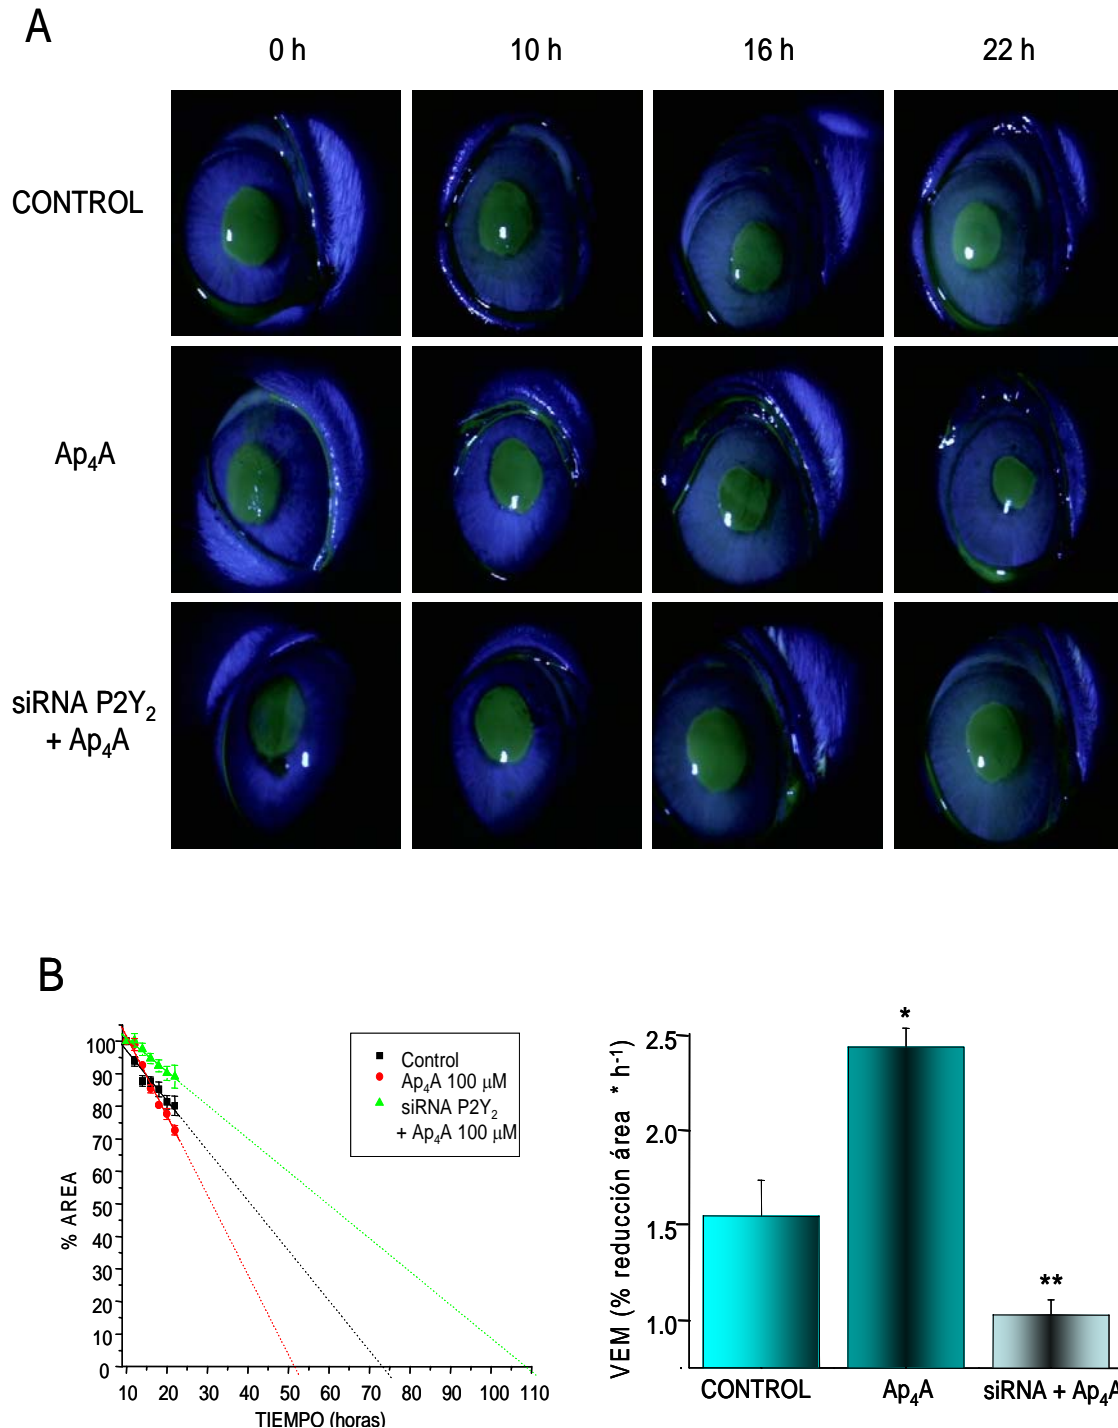 A
0 h 10 h 16 h 22 h
CONTROL
Ap₄A
siRNA P2Y₂
+ Ap₄A
B
% AREA
100
90
80
70
60
50
40
30
20
10
0
10 20 30 40 50 60 70 75 80 90 100 110
TIEMPO (horas)
Control
Ap₄A 100 µM
siRNA P2Y₂
+ Ap₄A 100 µM
VEM (% reducción área * h⁻¹)
2.5
2.0
1.5
1.0
*
**
CONTROL Ap₄A siRNA + Ap₄A